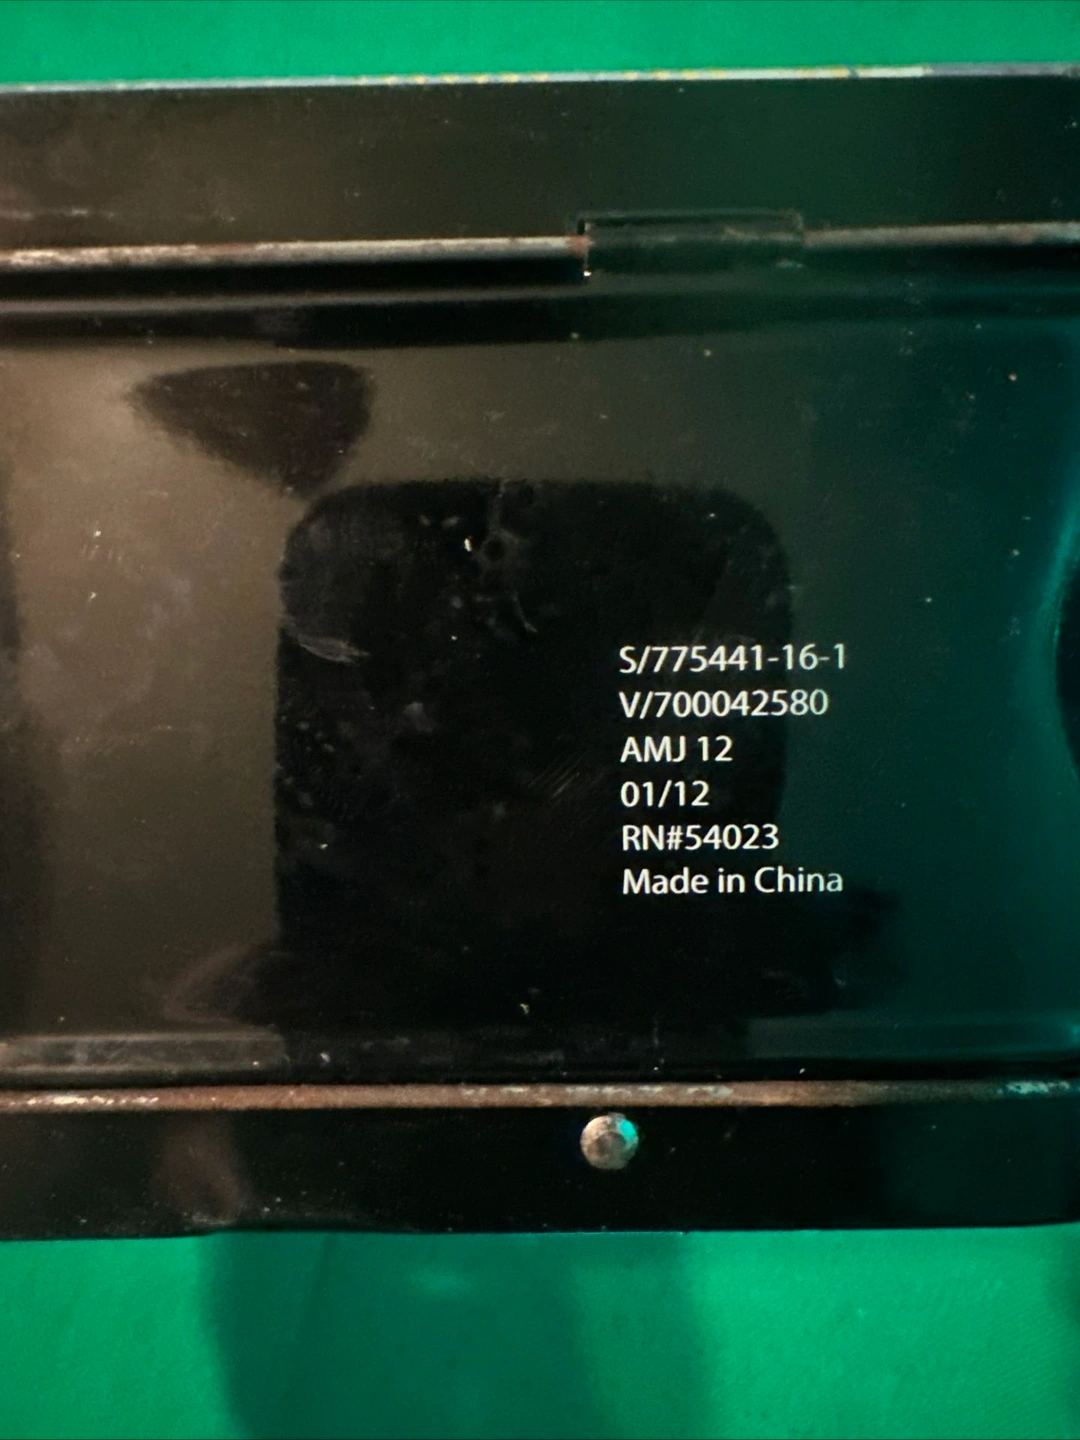 S/775441-16-1
V/700042580
AMJ 12
01/12
RN#54023
Made in China